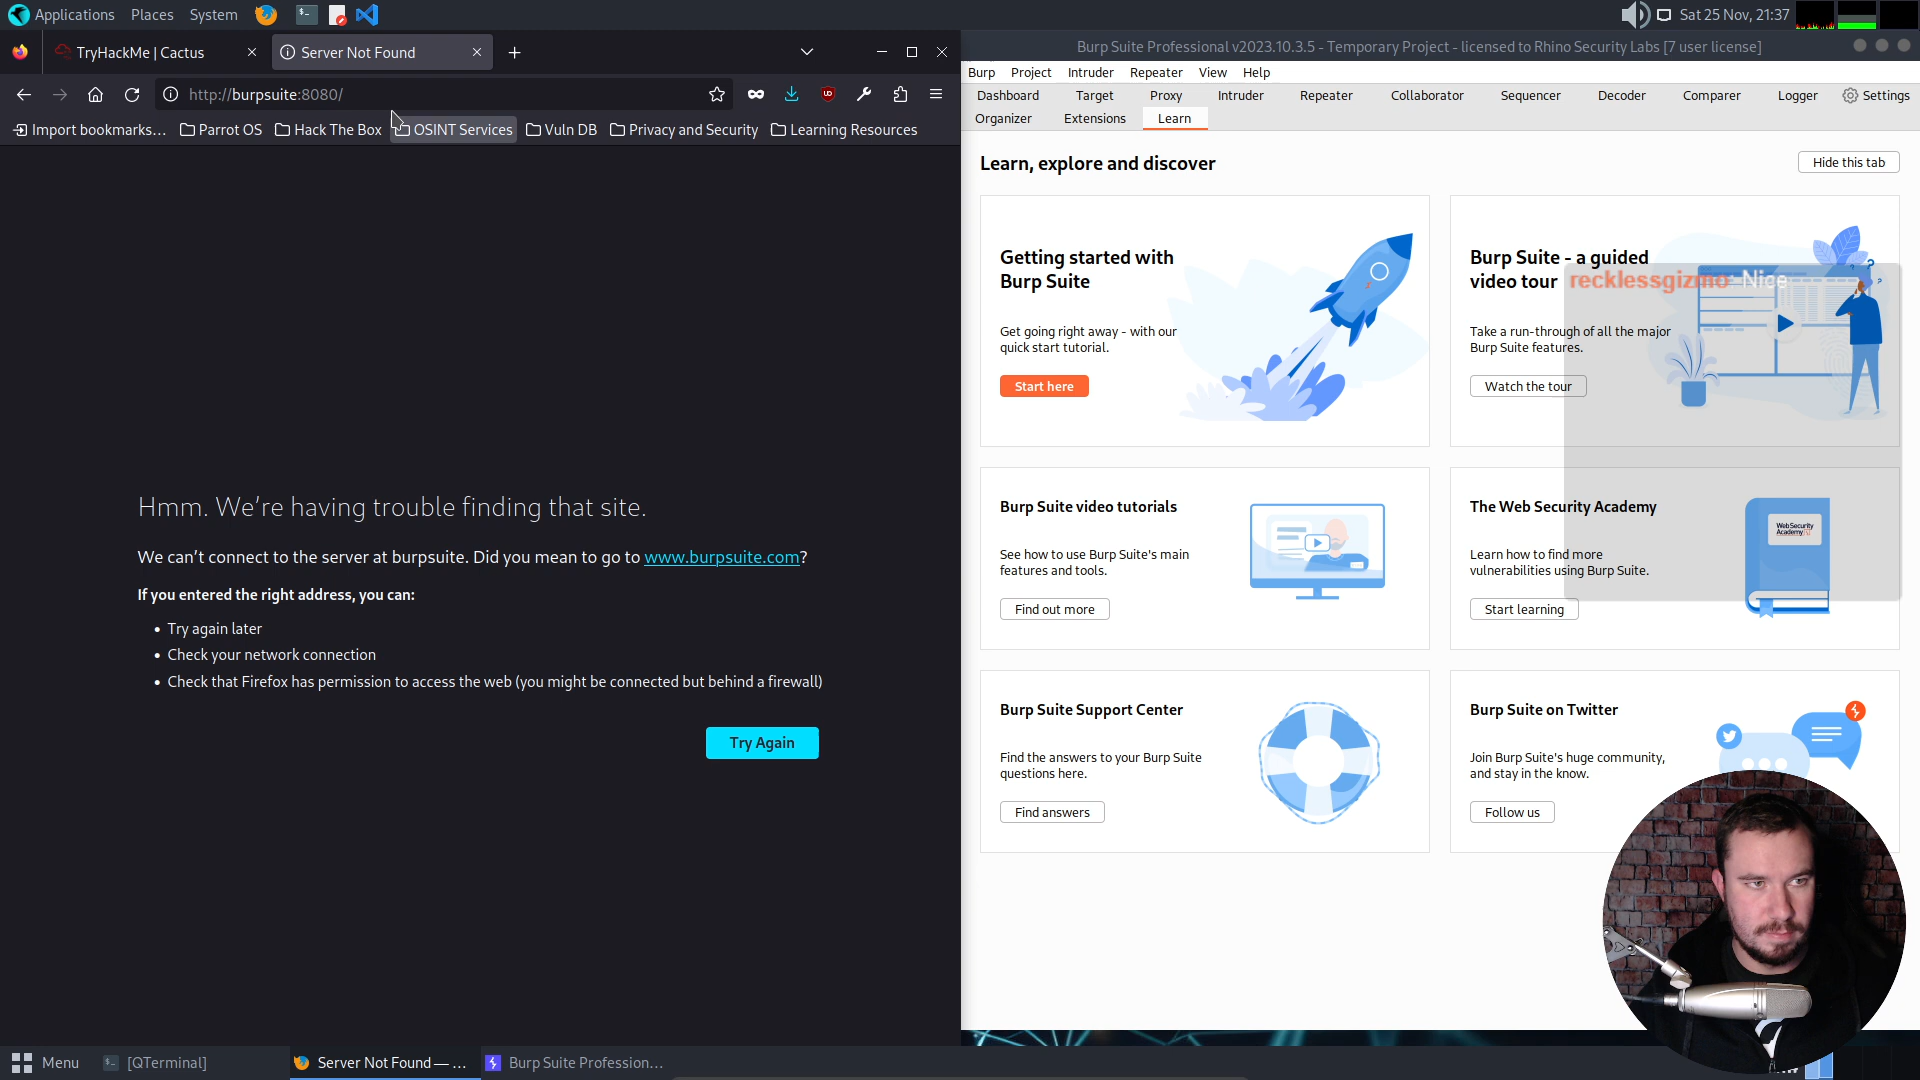 Applications Places System
Sat 25 Nov, 21:37
TryHackMe | Cactus
Server Not Found
http://burpsuite:8080/
Import bookmarks... Parrot OS Hack The Box OSINT Services Vuln DB Privacy and Security Learning Resources
Hmm. We're having trouble finding that site.
We can't connect to the server at burpsuite. Did you mean to go to www.burpsuite.com?
If you entered the right address, you can:
• Try again later
• Check your network connection
• Check that Firefox has permission to access the web (you might be connected but behind a firewall)
Try Again
Burp Suite Professional v2023.10.3.5 - Temporary Project - licensed to Rhino Security Labs [7 user license]
Burp Project Intruder Repeater View Help
Dashboard Target Proxy Intruder Repeater Collaborator Sequencer Decoder Comparer Logger Settings
Organizer Extensions Learn
Learn, explore and discover
Hide this tab
Getting started with
Burp Suite
Get going right away - with our
quick start tutorial.
Start here
Burp Suite - a guided
video tour
recklessgizmo: Nice
Take a run-through of all the major
Burp Suite features.
Watch the tour
Burp Suite video tutorials
See how to use Burp Suite's main
features and tools.
Find out more
The Web Security Academy
Learn how to find more
vulnerabilities using Burp Suite.
Start learning
WebSecurity
Academy
Burp Suite Support Center
Find the answers to your Burp Suite
questions here.
Find answers
Burp Suite on Twitter
Join Burp Suite's huge community,
and stay in the know.
Follow us
Menu [QTerminal] Server Not Found — ... Burp Suite Profession...